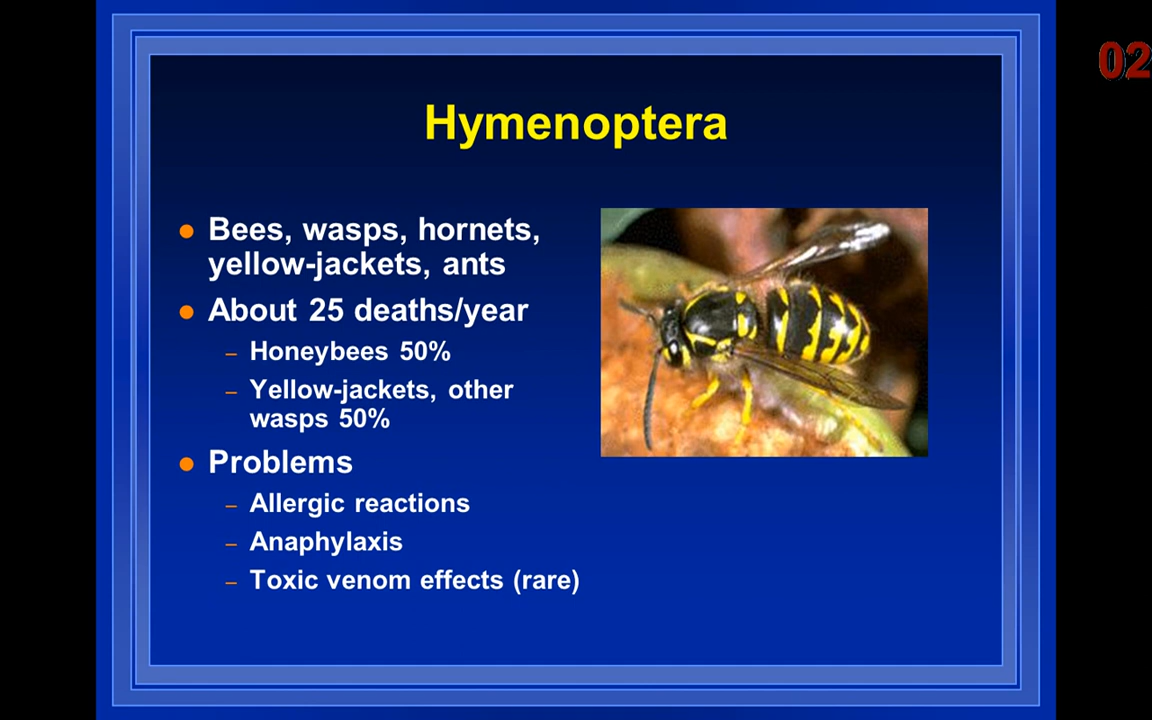 02
Hymenoptera
● Bees, wasps, hornets,
yellow-jackets, ants
● About 25 deaths/year
– Honeybees 50%
– Yellow-jackets, other
wasps 50%
● Problems
– Allergic reactions
– Anaphylaxis
– Toxic venom effects (rare)